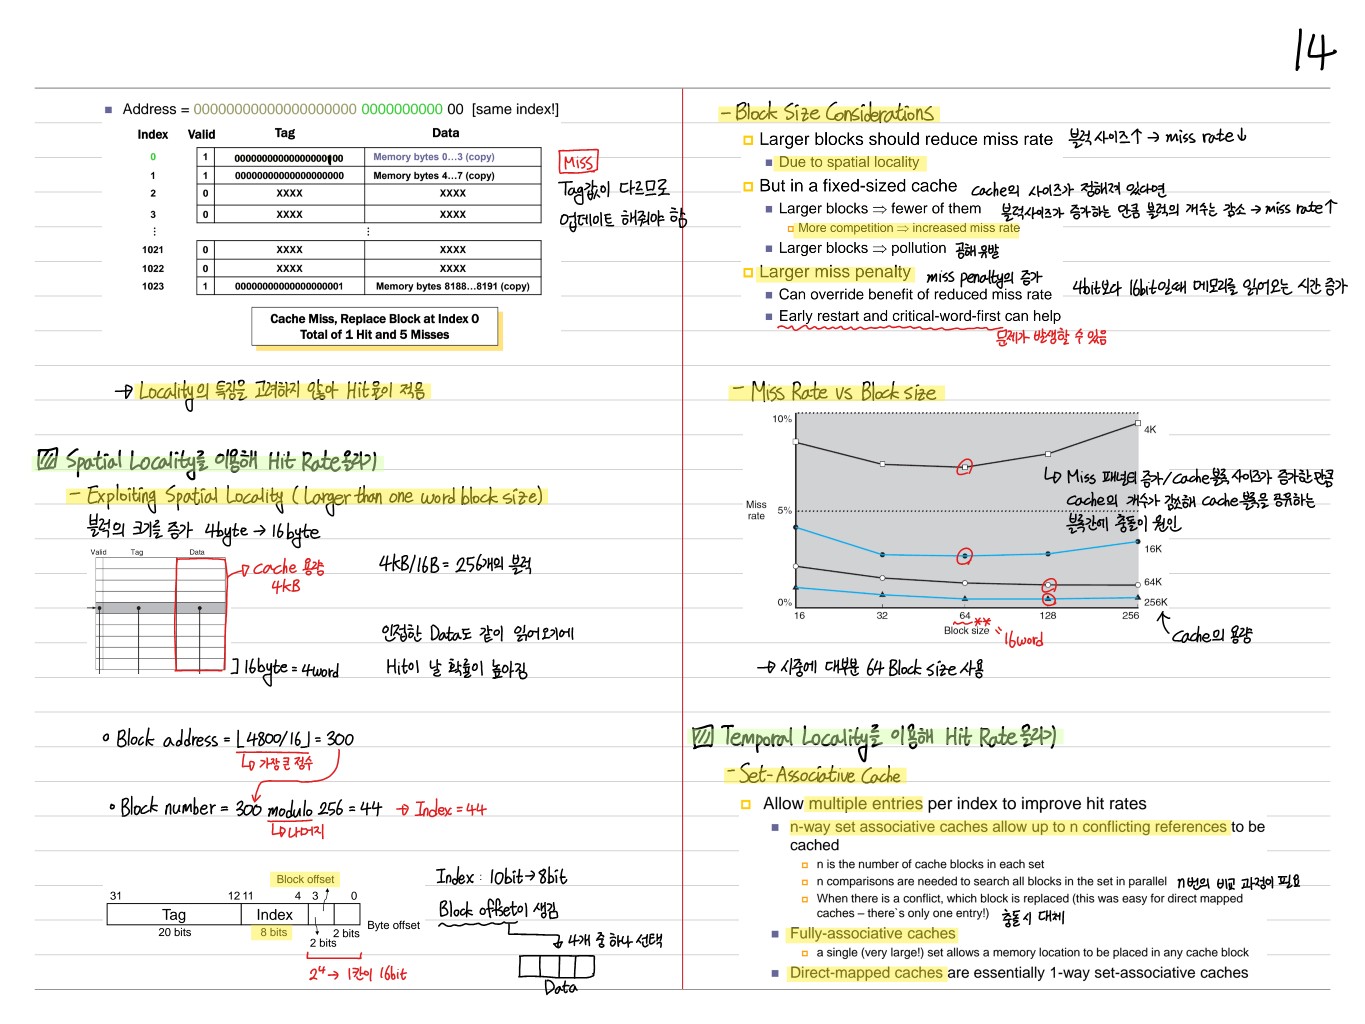 14
Address = 00000000000000000000 0000000000 00 [same index!]
Index Valid Tag Data
0 1 00000000000000000100 Memory bytes 0…3 (copy)
1 1 00000000000000000000 Memory bytes 4…7 (copy)
2 0 XXXX XXXX
3 0 XXXX XXXX
⋮ ⋮
1021 0 XXXX XXXX
1022 0 XXXX XXXX
1023 1 00000000000000000001 Memory bytes 8188…8191 (copy)
Miss
Tag값이 다르므로
업데이트 해줘야 함
Cache Miss, Replace Block at Index 0
Total of 1 Hit and 5 Misses
→ Locality의 특징을 고려하지 않아 Hit율이 적음
Spatial Locality를 이용해 Hit Rate올리기
- Exploiting Spatial Locality (Larger than one word block size)
블럭의 크기를 증가 4byte → 16byte
Valid Tag Data
→ cache 용량
4kB
4kB/16B = 256개의 블럭
인접한 Data도 같이 읽어오기에
Hit이 날 확률이 높아짐
] 16byte = 4word
Block address = ⌊4800/16⌋ = 300
↳ 가장 큰 정수
Block number = 300 modulo 256 = 44 → Index = 44
↳ 나머지
Block offset
31 12 11 4 3 0
Tag Index
Byte offset
20 bits 8 bits 2 bits 2 bits
2⁴ → 1칸이 16bit
Index : 10bit→8bit
Block offset이 생김
4개 중 하나 선택
Data
- Block Size Considerations
Larger blocks should reduce miss rate 블럭 사이즈↑ → miss rate↓
Due to spatial locality
But in a fixed-sized cache cache의 사이즈가 정해져 있다면
Larger blocks ⇒ fewer of them 블럭사이즈가 증가하는 만큼 블럭의 개수는 감소 → miss rate↑
More competition ⇒ increased miss rate
Larger blocks ⇒ pollution 공해 유발
Larger miss penalty miss penalty의 증가 4bit보다 16bit일때 메모리를 읽어오는 시간 증가
Can override benefit of reduced miss rate
Early restart and critical-word-first can help
문제가 발생할 수 있음
- Miss Rate vs Block size
10%
5%
0%
Miss
rate
4K
16K
64K
256K
16 32 64 128 256
Block size
** = 16word
↳ Miss 패널티 증가/cache블록 사이즈가 증가한만큼
cache의 개수가 감소해 cache블록을 공유하는
블록간에 충돌이 원인
↑ cache의 용량
→ 시중에 대부분 64 Block size 사용
Temporal Locality를 이용해 Hit Rate올리기
- Set-Associative Cache
Allow multiple entries per index to improve hit rates
n-way set associative caches allow up to n conflicting references to be
cached
n is the number of cache blocks in each set
n comparisons are needed to search all blocks in the set in parallel n번의 비교 과정이 필요
When there is a conflict, which block is replaced (this was easy for direct mapped
caches – there`s only one entry!) 충돌시 대체
Fully-associative caches
a single (very large!) set allows a memory location to be placed in any cache block
Direct-mapped caches are essentially 1-way set-associative caches